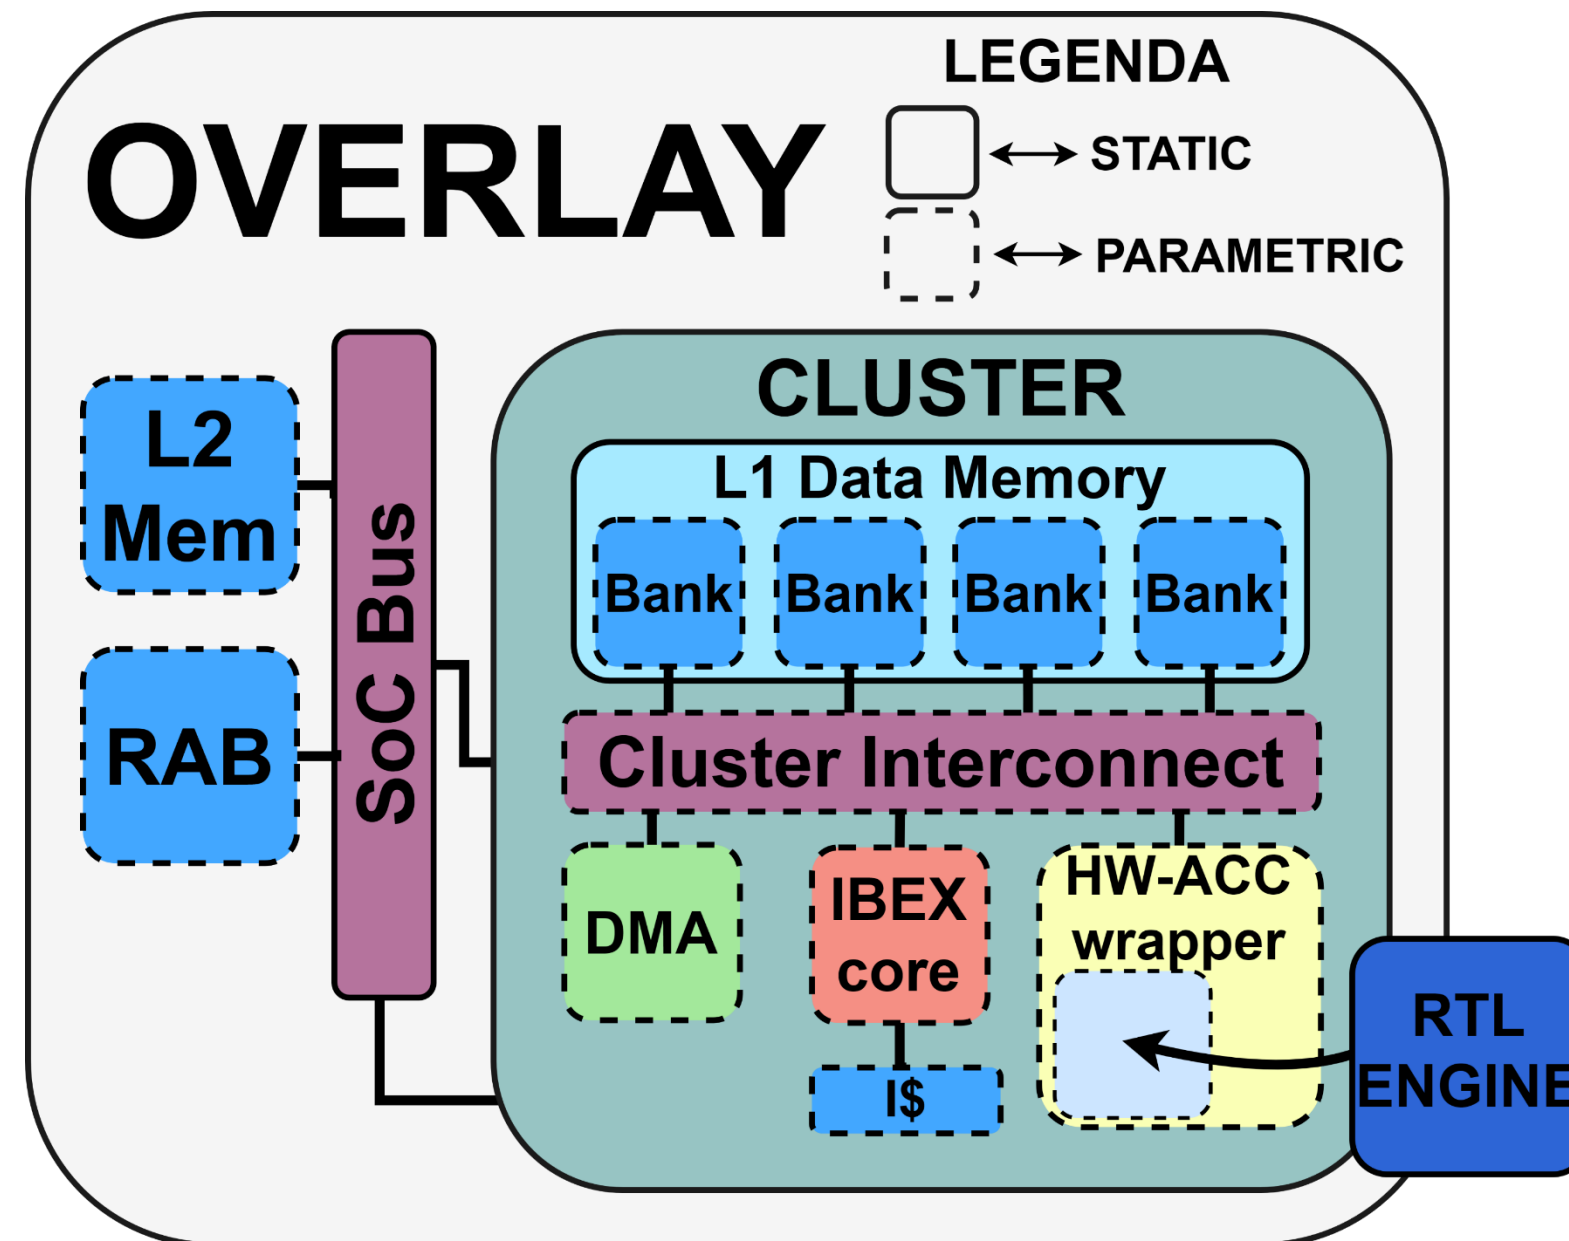 LEGENDA
OVERLAY
STATIC
PARAMETRIC
L2
Mem
RAB
SoC Bus
CLUSTER
L1 Data Memory
Bank Bank Bank Bank
Cluster Interconnect
DMA
IBEX
core
I$
HW-ACC
wrapper
RTL
ENGINE